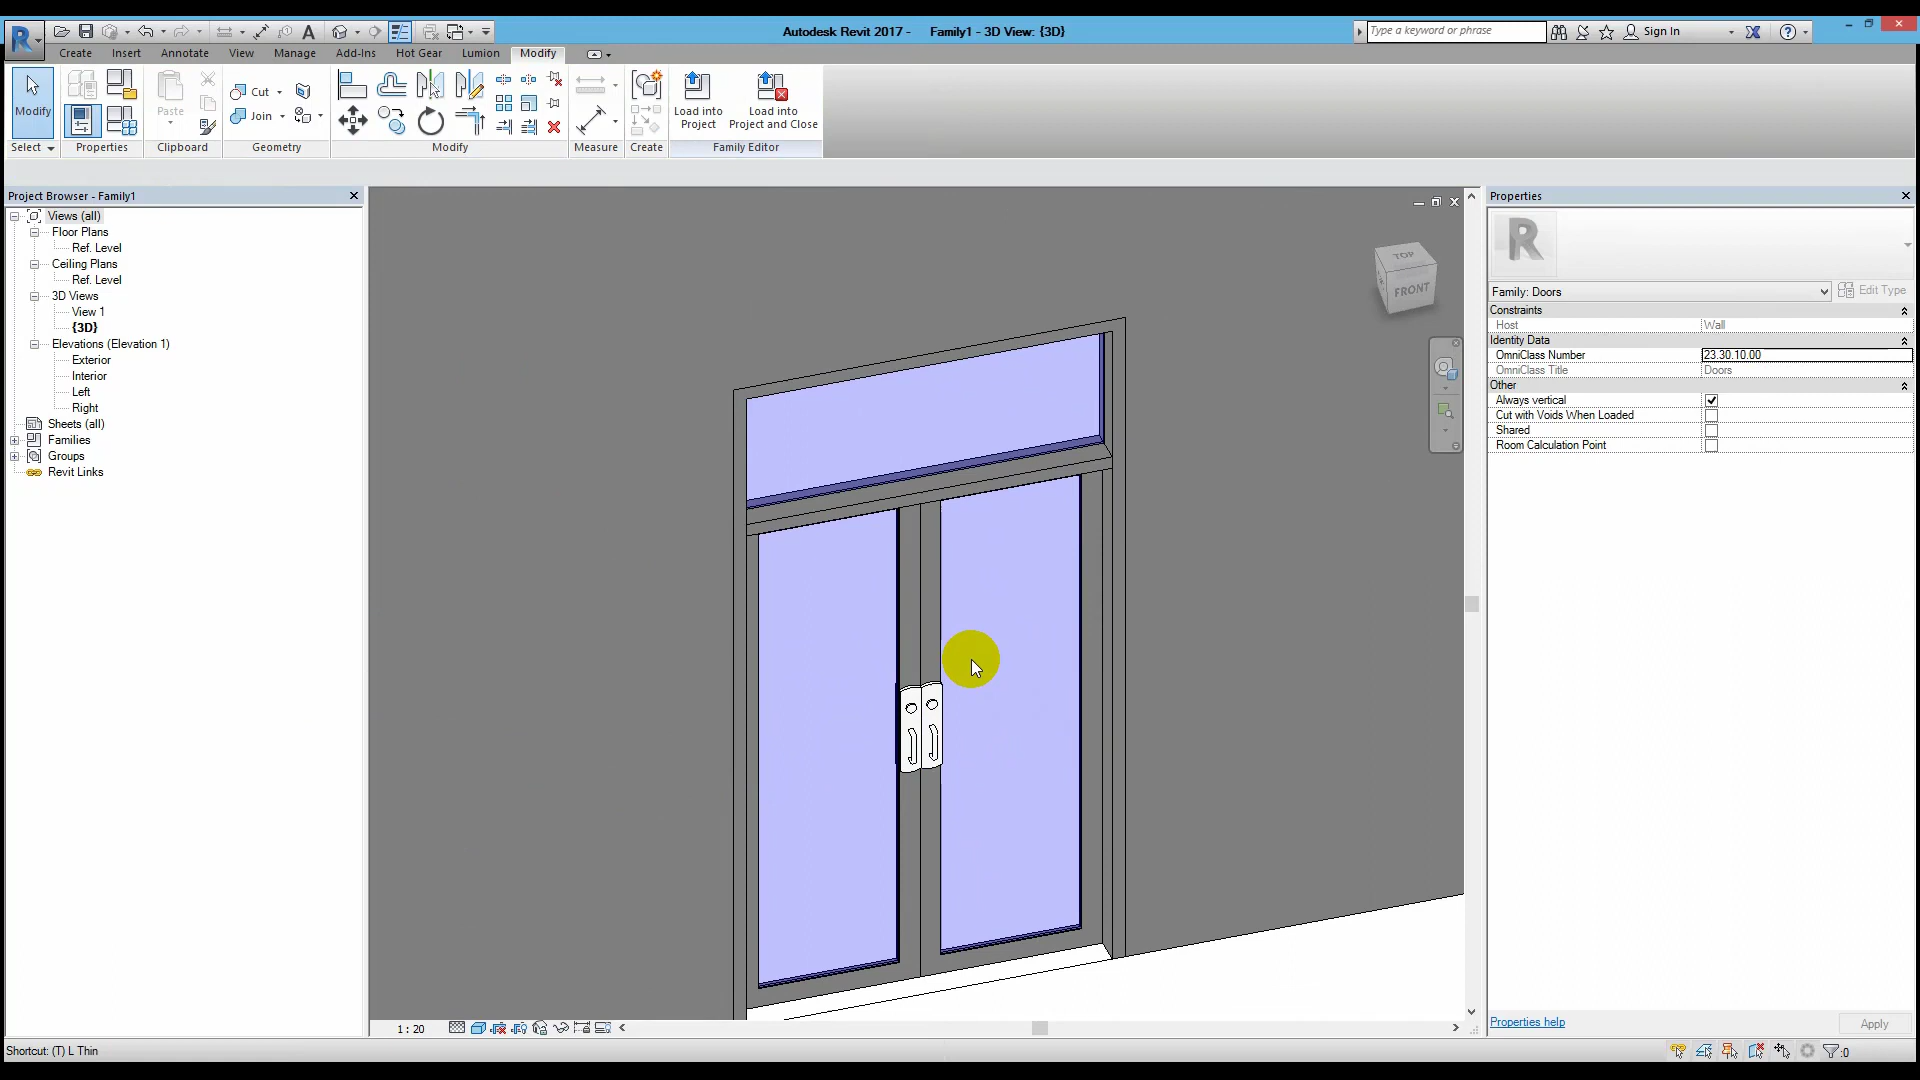 Autodesk Revit 2017 - Family1 - 3D View: {3D}
Type a keyword or phrase
Sign In
Create Insert Annotate View Manage Add-Ins Hot Gear Lumion Modify
Modify
Paste
Cut
Join
Load into Project
Load into Project and Close
Select Properties Clipboard Geometry Modify Measure Create Family Editor
Project Browser - Family1
Views (all)
Floor Plans
Ref. Level
Ceiling Plans
Ref. Level
3D Views
View 1
{3D}
Elevations (Elevation 1)
Exterior
Interior
Left
Right
Sheets (all)
Families
Groups
Revit Links
TOP
FRONT
Properties
R
Family: Doors
Edit Type
Constraints
Host Wall
Identity Data
OmniClass Number 23.30.10.00
OmniClass Title Doors
Other
Always vertical
Cut with Voids When Loaded
Shared
Room Calculation Point
Properties help
Apply
1 : 20
Shortcut: (T) L Thin
:0